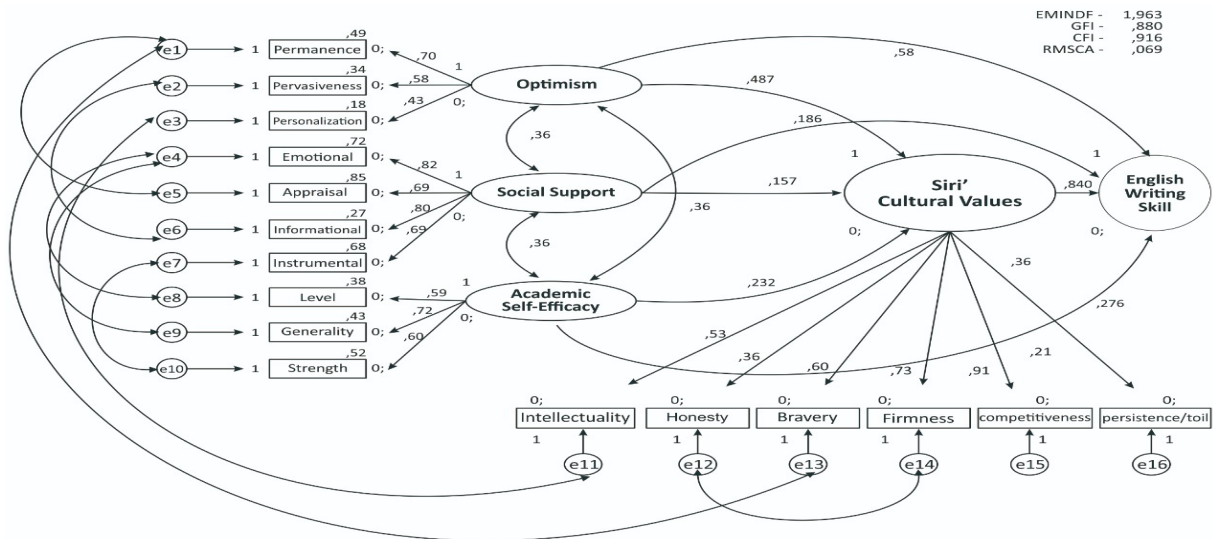 EMINDF - 1,963
GFI - ,880
CFI - ,916
RMSCA - ,069
,49
e1 1 Permanence 0;
,34
e2 1 Pervasiveness 0;
,18
e3 1 Personalization 0;
,72
e4 1 Emotional 0;
,85
e5 1 Appraisal 0;
,27
e6 1 Informational 0;
,68
e7 1 Instrumental 0;
,38
e8 1 Level 0;
,43
e9 1 Generality 0;
,52
e10 1 Strength 0;
,70
,58
,43
1
0;
Optimism
,82
,69
,80
,69
1
0;
Social Support
,59
,72
,60
1
0;
Academic
Self-Efficacy
,36
,36
,36
,58
,487
,186
,157
,232
,276
,840
1
0;
Siri’
Cultural Values
1
0;
English
Writing
Skill
,53
,36
,60
,73
,91
,21
,36
0; 0; 0; 0; 0; 0;
Intellectuality Honesty Bravery Firmness competitiveness persistence/toil
1 1 1 1 1 1
e11 e12 e13 e14 e15 e16